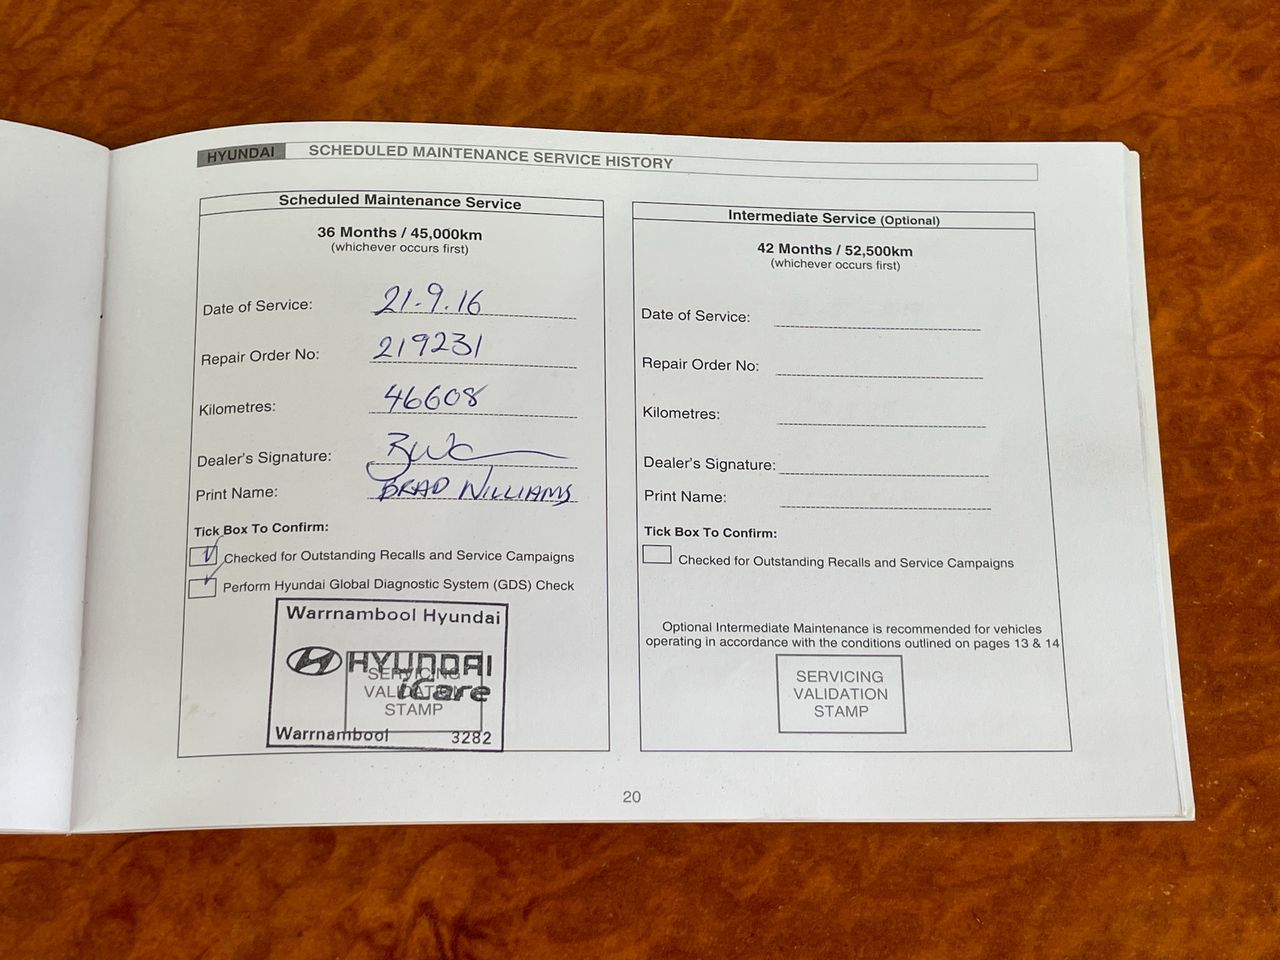 HYUNDAI SCHEDULED MAINTENANCE SERVICE HISTORY
Scheduled Maintenance Service
36 Months / 45,000km
(whichever occurs first)
Date of Service: 21.9.16
Repair Order No: 219231
Kilometres: 46608
Dealer's Signature:
Print Name: BRAD WILLIAMS
Tick Box To Confirm:
Checked for Outstanding Recalls and Service Campaigns
Perform Hyundai Global Diagnostic System (GDS) Check
Warrnambool Hyundai
HYUNDAI
iCare
SERVICING
VALIDATION
STAMP
Warrnambool 3282
Intermediate Service (Optional)
42 Months / 52,500km
(whichever occurs first)
Date of Service:
Repair Order No:
Kilometres:
Dealer's Signature:
Print Name:
Tick Box To Confirm:
Checked for Outstanding Recalls and Service Campaigns
Optional Intermediate Maintenance is recommended for vehicles
operating in accordance with the conditions outlined on pages 13 & 14
SERVICING
VALIDATION
STAMP
20